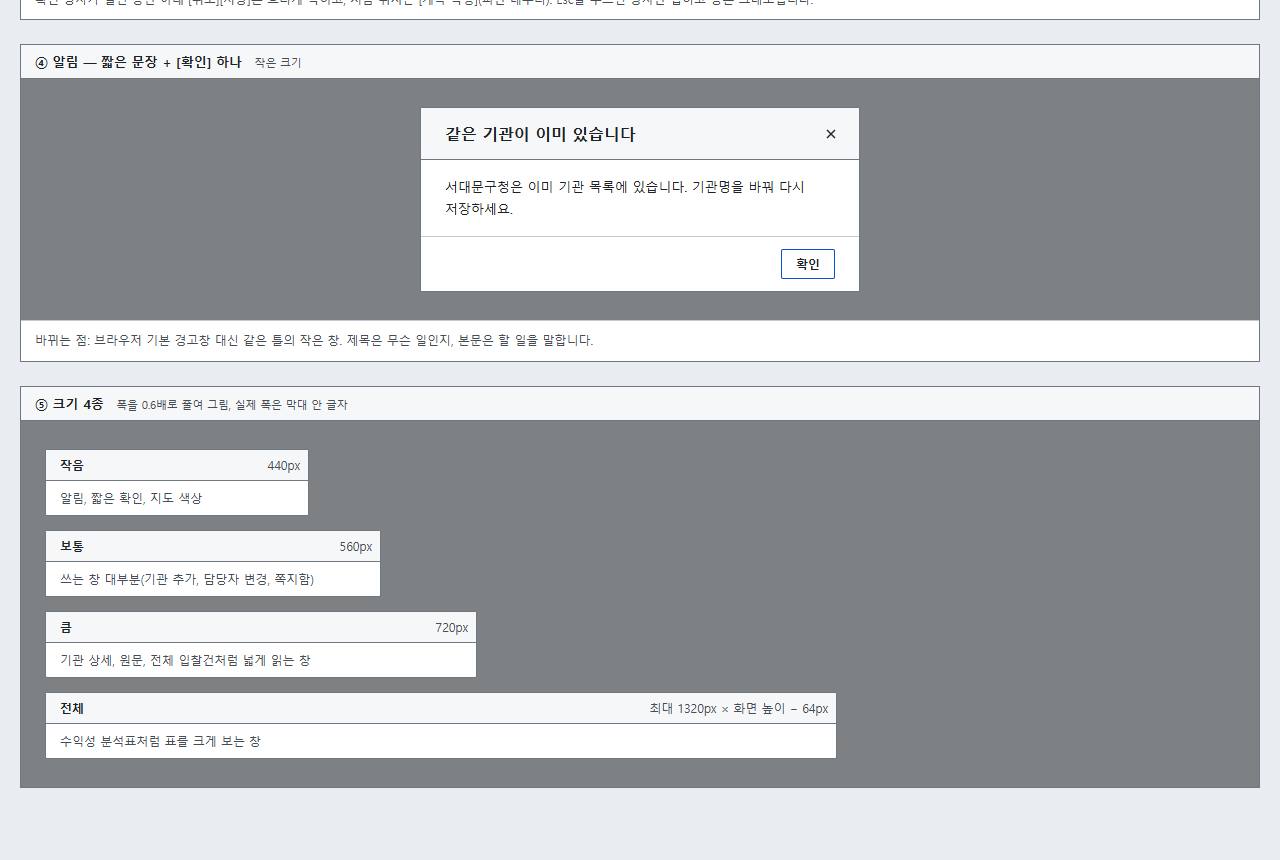 ④ 알림 — 짧은 문장 + [확인] 하나 작은 크기
같은 기관이 이미 있습니다 ×
서대문구청은 이미 기관 목록에 있습니다. 기관명을 바꿔 다시
저장하세요.
확인
바뀌는 점: 브라우저 기본 경고창 대신 같은 틀의 작은 창. 제목은 무슨 일인지, 본문은 할 일을 말합니다.
⑤ 크기 4종 폭을 0.6배로 줄여 그림, 실제 폭은 막대 안 글자
작음 440px
알림, 짧은 확인, 지도 색상
보통 560px
쓰는 창 대부분(기관 추가, 담당자 변경, 쪽지함)
큼 720px
기관 상세, 원문, 전체 입찰건처럼 넓게 읽는 창
전체 최대 1320px × 화면 높이 − 64px
수익성 분석표처럼 표를 크게 보는 창